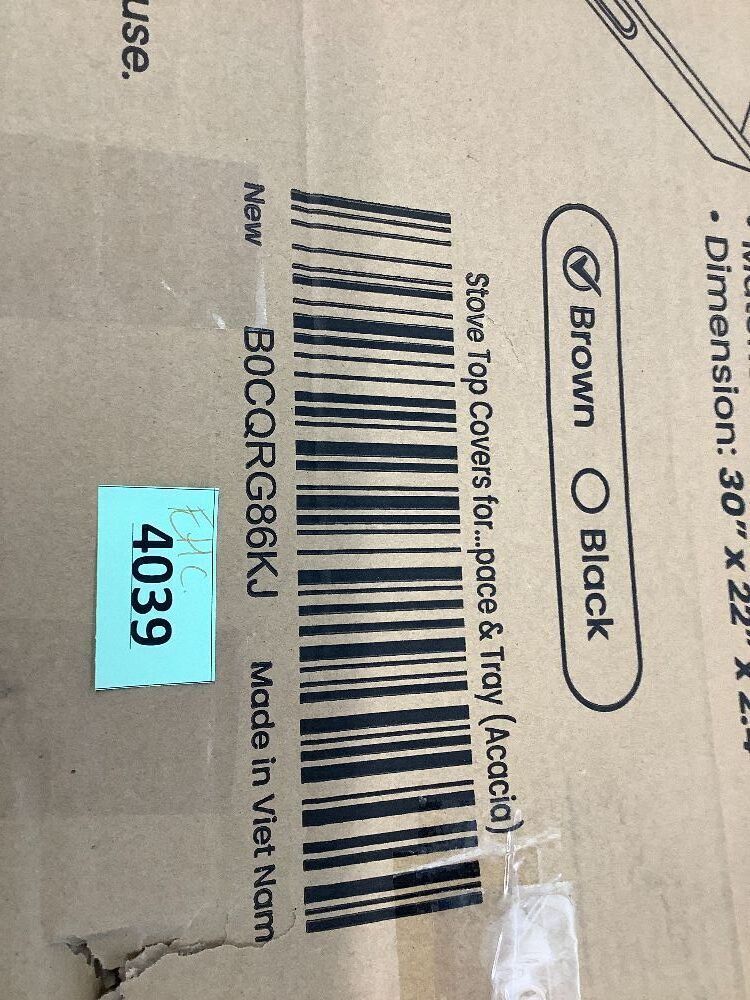 • Dimension: 30" x 22" x 2.4
Brown Black
Stove Top Covers for...pace & Tray (Acacia)
New B0CQRG86KJ Made in Viet Nam
4039
use.